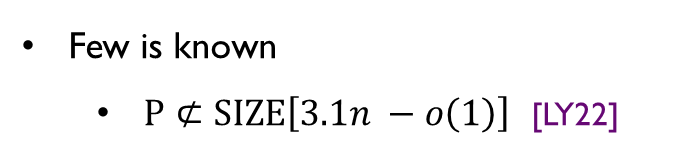 • Few is known
• P ⊄ SIZE[3.1n − o(1)] [LY22]